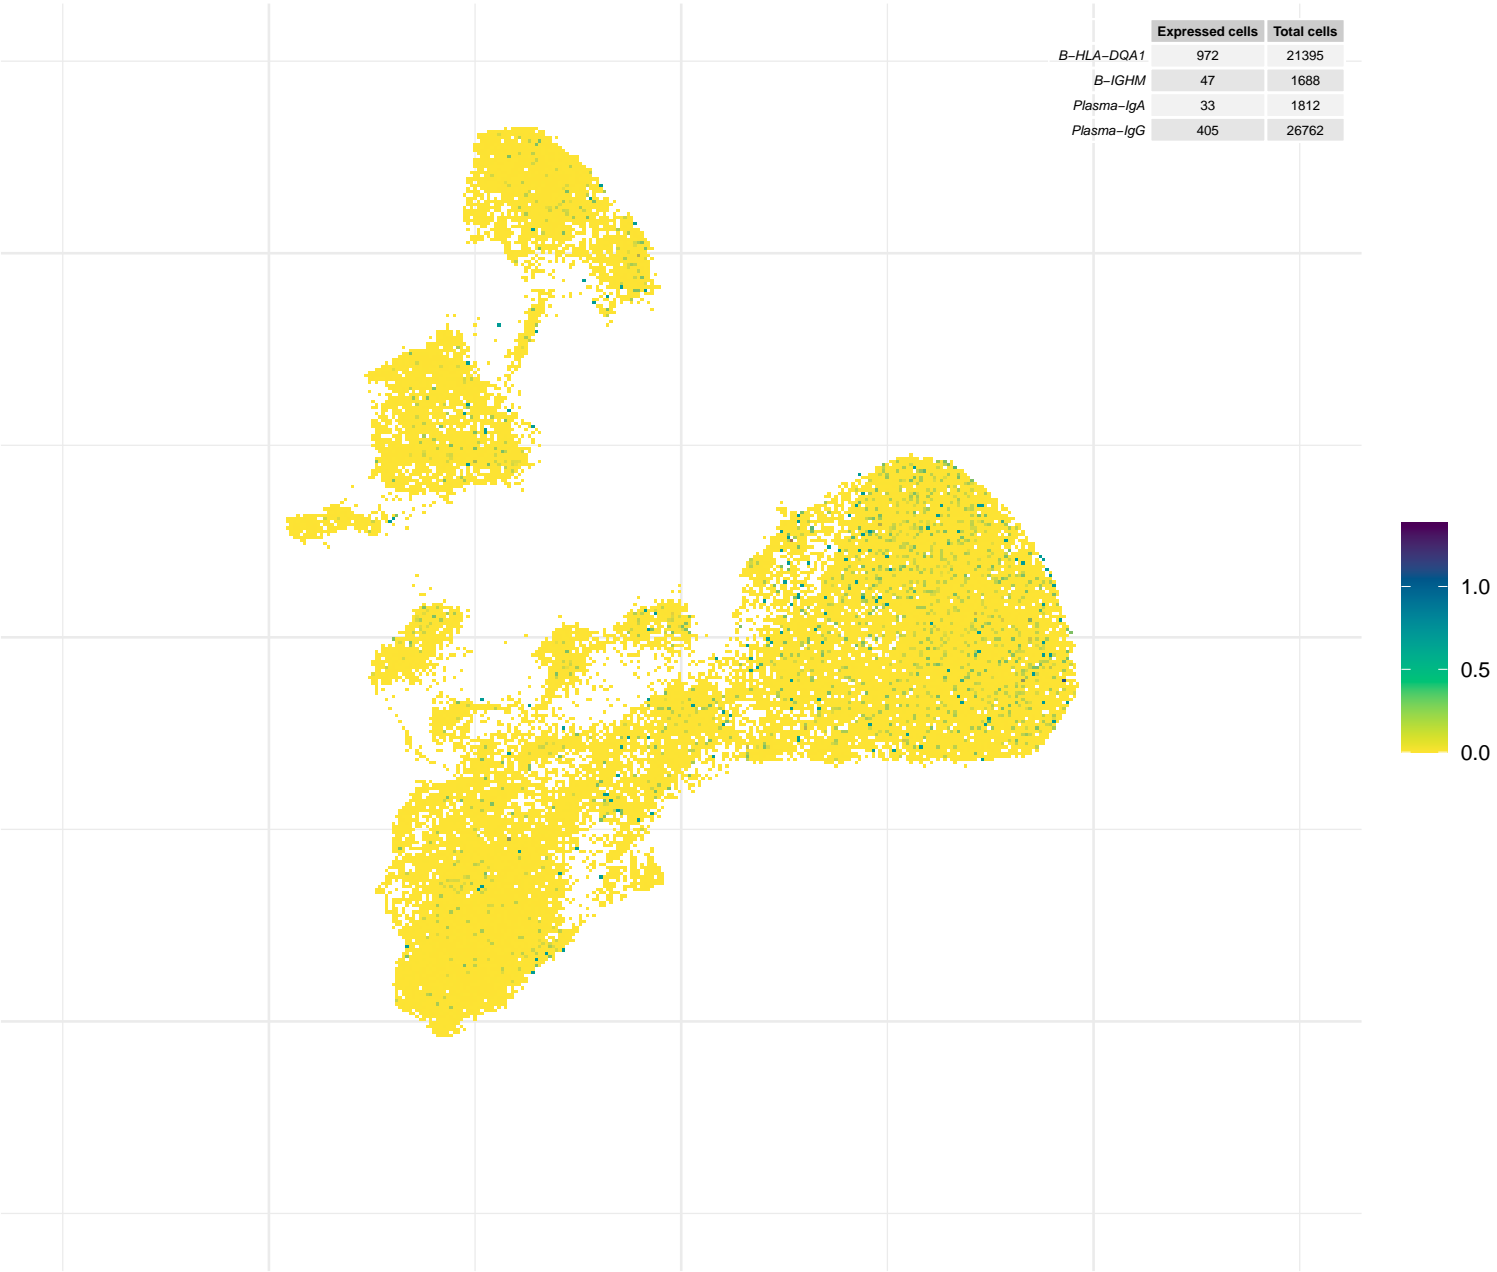 Expressed cells Total cells
B−HLA−DQA1 972 21395
B−IGHM 47 1688
Plasma−IgA 33 1812
Plasma−IgG 405 26762
1.0
0.5
0.0